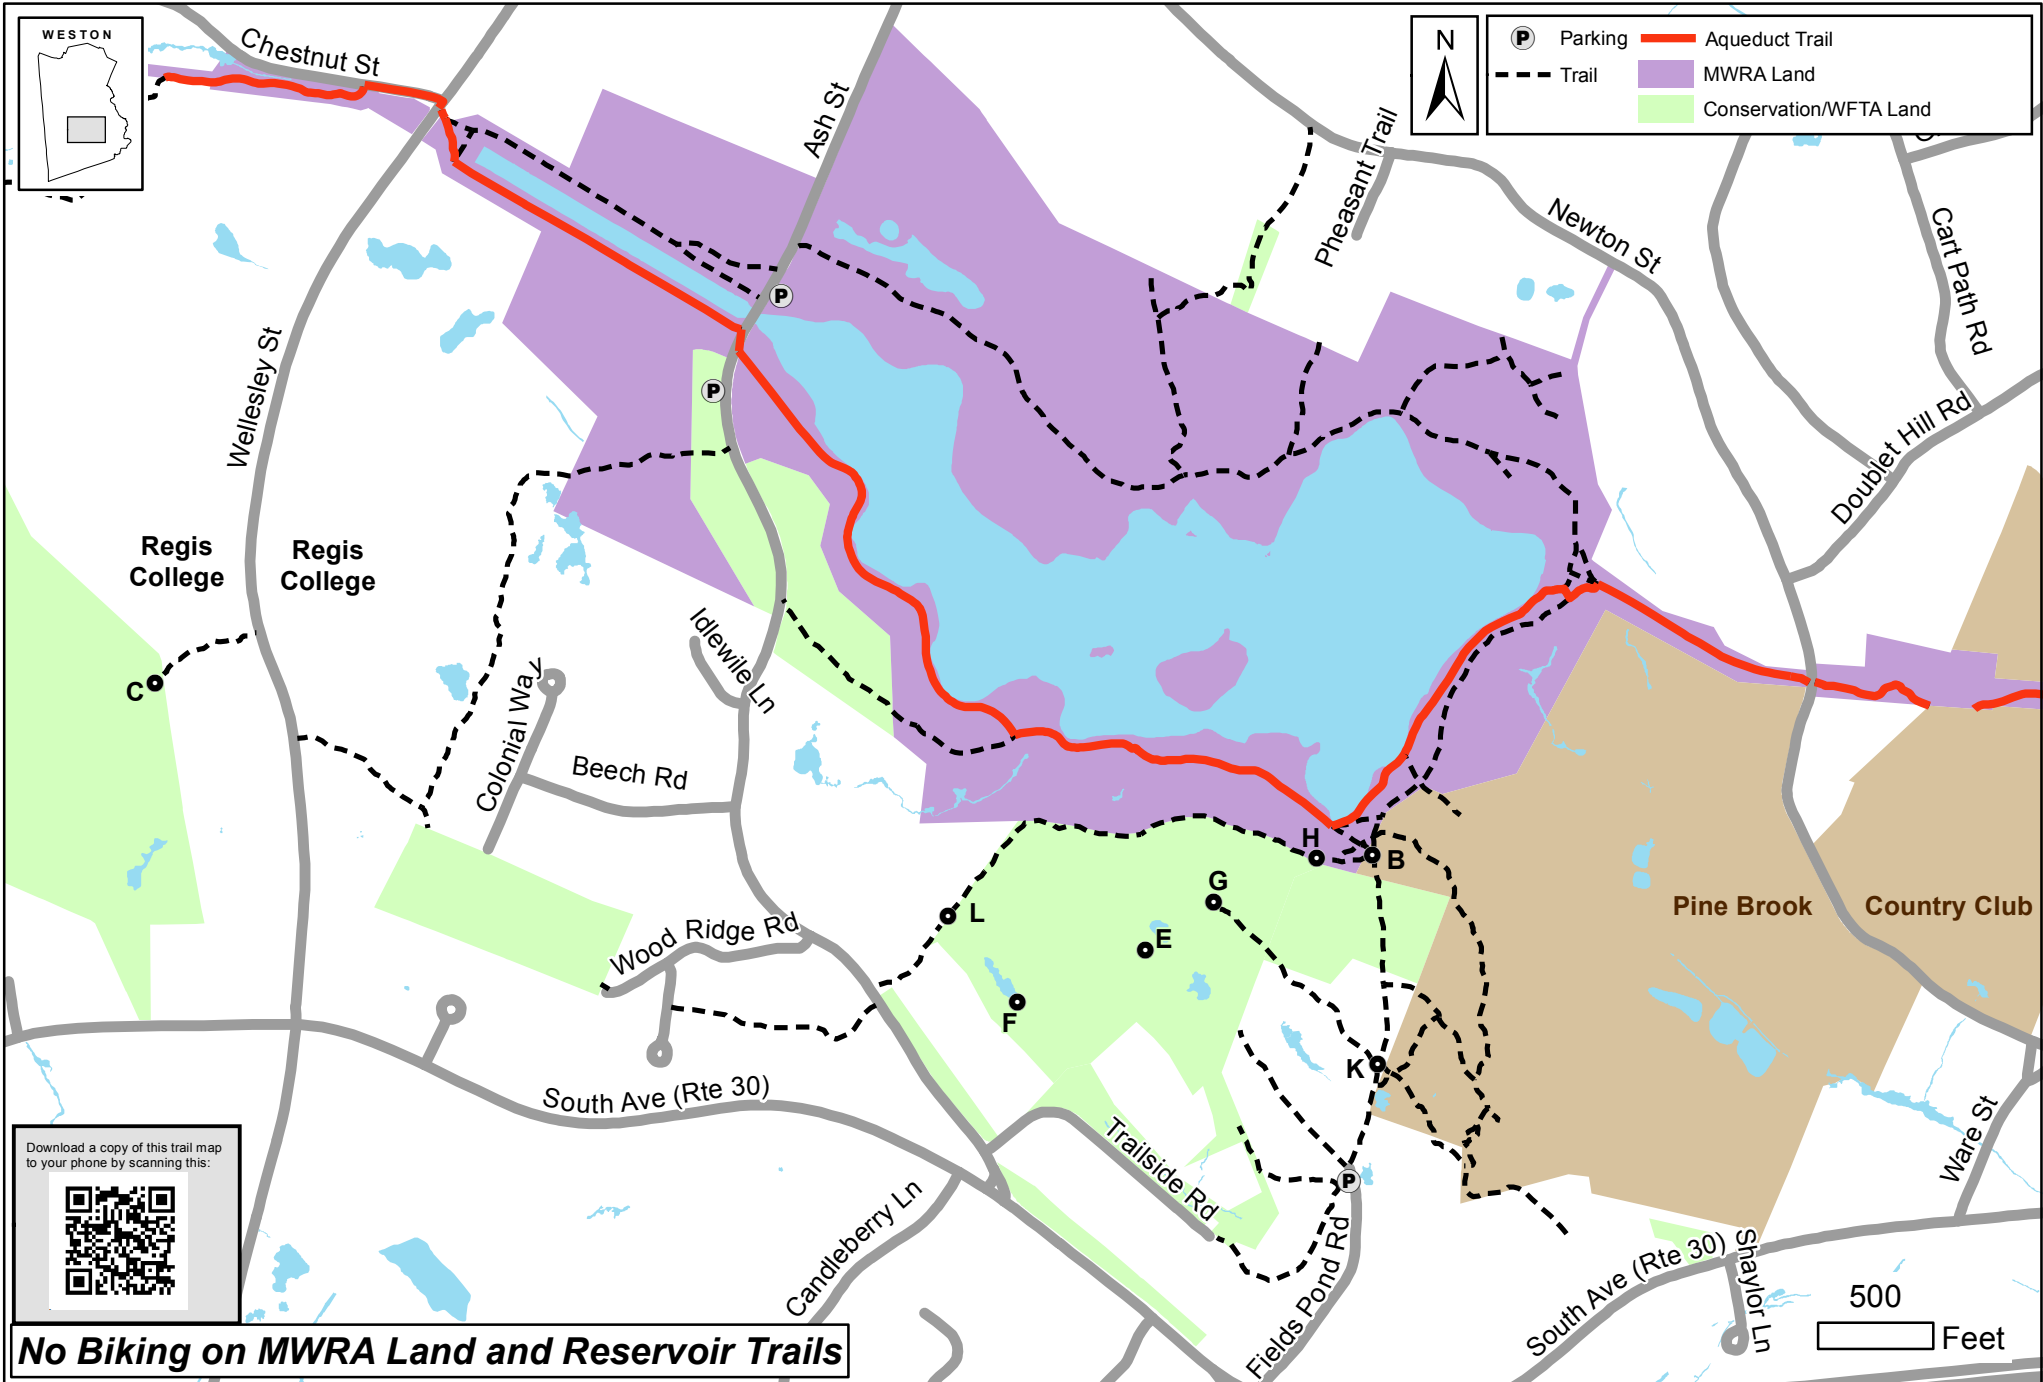 WESTON
Chestnut St
Ash St
N
P Parking
Trail
Aqueduct Trail
MWRA Land
Conservation/WFTA Land
Pheasant Trail
Newton St
Cart Path Rd
P
Wellesley St
P
Doublet Hill Rd
Regis
College
Regis
College
Idlewile Ln
C
Colonial Way
Beech Rd
H
B
G
L
Pine Brook
Country Club
Wood Ridge Rd
E
F
K
South Ave (Rte 30)
Trailside Rd
Ware St
P
Download a copy of this trail map
to your phone by scanning this:
Candleberry Ln
Fields Pond Rd
South Ave (Rte 30)
Shaylor Ln
500
Feet
No Biking on MWRA Land and Reservoir Trails